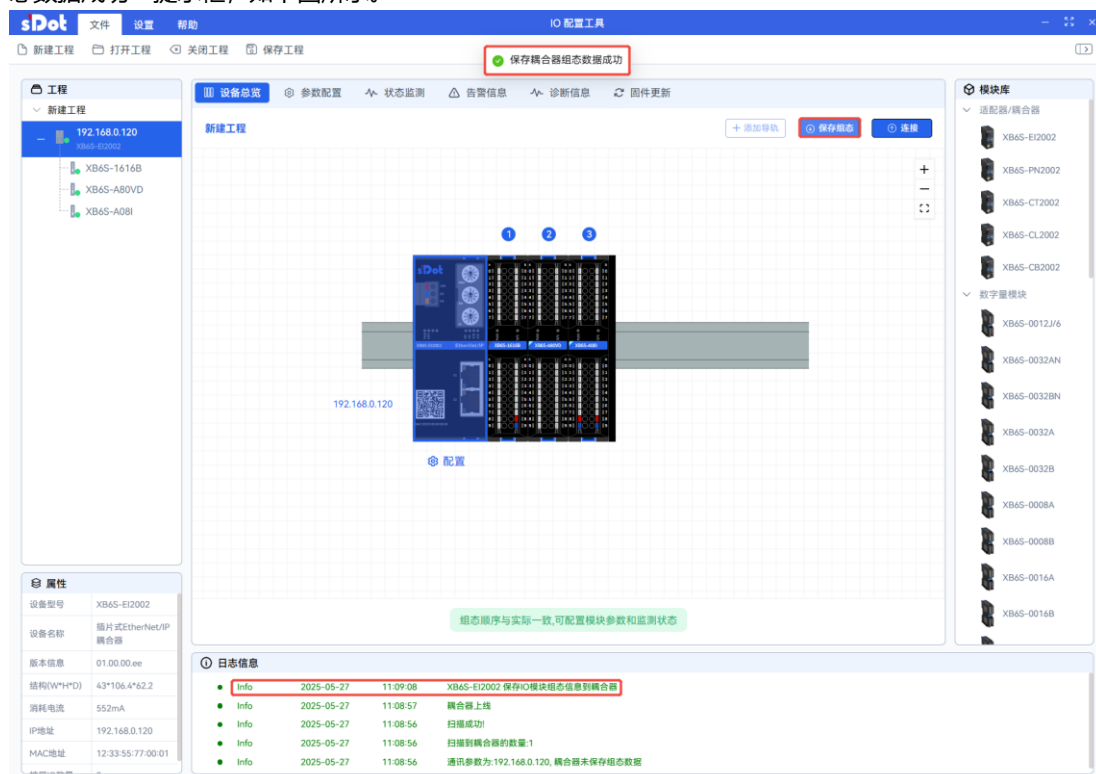 sDot 文件 设置 帮助 IO 配置工具
新建工程 打开工程 关闭工程 保存工程
保存耦合器组态数据成功
工程
新建工程
192.168.0.120
XB6S-EI2002
XB6S-1616B
XB6S-A80VD
XB6S-A08I
设备总览 参数配置 状态监测 告警信息 诊断信息 固件更新
新建工程 + 添加导轨 保存组态 连接
1 2 3
sDot
192.168.0.120
配置
组态顺序与实际一致,可配置模块参数和监测状态
模块库
适配器/耦合器
XB6S-EI2002
XB6S-PN2002
XB6S-CT2002
XB6S-CL2002
XB6S-CB2002
数字量模块
XB6S-0012J/6
XB6S-0032AN
XB6S-0032BN
XB6S-0032A
XB6S-0032B
XB6S-0008A
XB6S-0008B
XB6S-0016A
XB6S-0016B
属性
设备型号 XB6S-EI2002
设备名称 插片式EtherNet/IP
耦合器
版本信息 01.00.00.ee
结构(W*H*D) 43*106.4*62.2
消耗电流 552mA
IP地址 192.168.0.120
MAC地址 12:33:55:77:00:01
日志信息
Info 2025-05-27 11:09:08 XB6S-EI2002 保存IO模块组态信息到耦合器
Info 2025-05-27 11:08:57 耦合器上线
Info 2025-05-27 11:08:56 扫描成功!
Info 2025-05-27 11:08:56 扫描到耦合器的数量:1
Info 2025-05-27 11:08:56 通讯参数为:192.168.0.120, 耦合器未保存组态数据